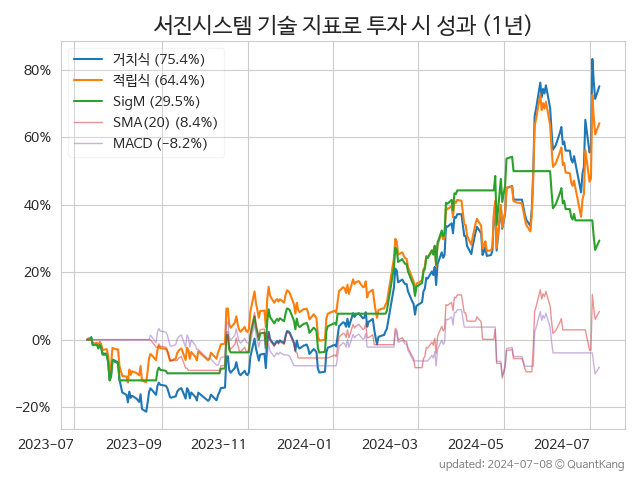 서진시스템 기술 지표로 투자 시 성과 (1년)
거치식 (75.4%)
적립식 (64.4%)
SigM (29.5%)
SMA(20) (8.4%)
MACD (−8.2%)
80%
60%
40%
20%
0%
−20%
2023-07 2023-09 2023-11 2024-01 2024-03 2024-05 2024-07
updated: 2024-07-08 © QuantKang